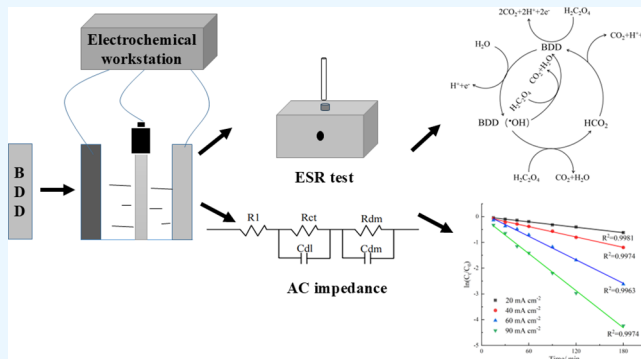 Electrochemical
workstation
B
D
D
ESR test
R1
Rct
Rdm
Cdl
Cdm
AC impedance
2CO₂+2H⁺+2e⁻
H₂C₂O₄
H₂O
BDD
CO₂+H⁺
CO₂+H₂O
H⁺+e⁻
H₂C₂O₄
BDD (•OH)
HCO₂
H₂C₂O₄
CO₂+H₂O
ln(Cₜ/C₀)
0
-1
-2
-3
-4
-5
R²=0.9981
R²=0.9974
R²=0.9963
R²=0.9974
20 mA cm⁻²
40 mA cm⁻²
60 mA cm⁻²
90 mA cm⁻²
0
60
120
180
Time/ min